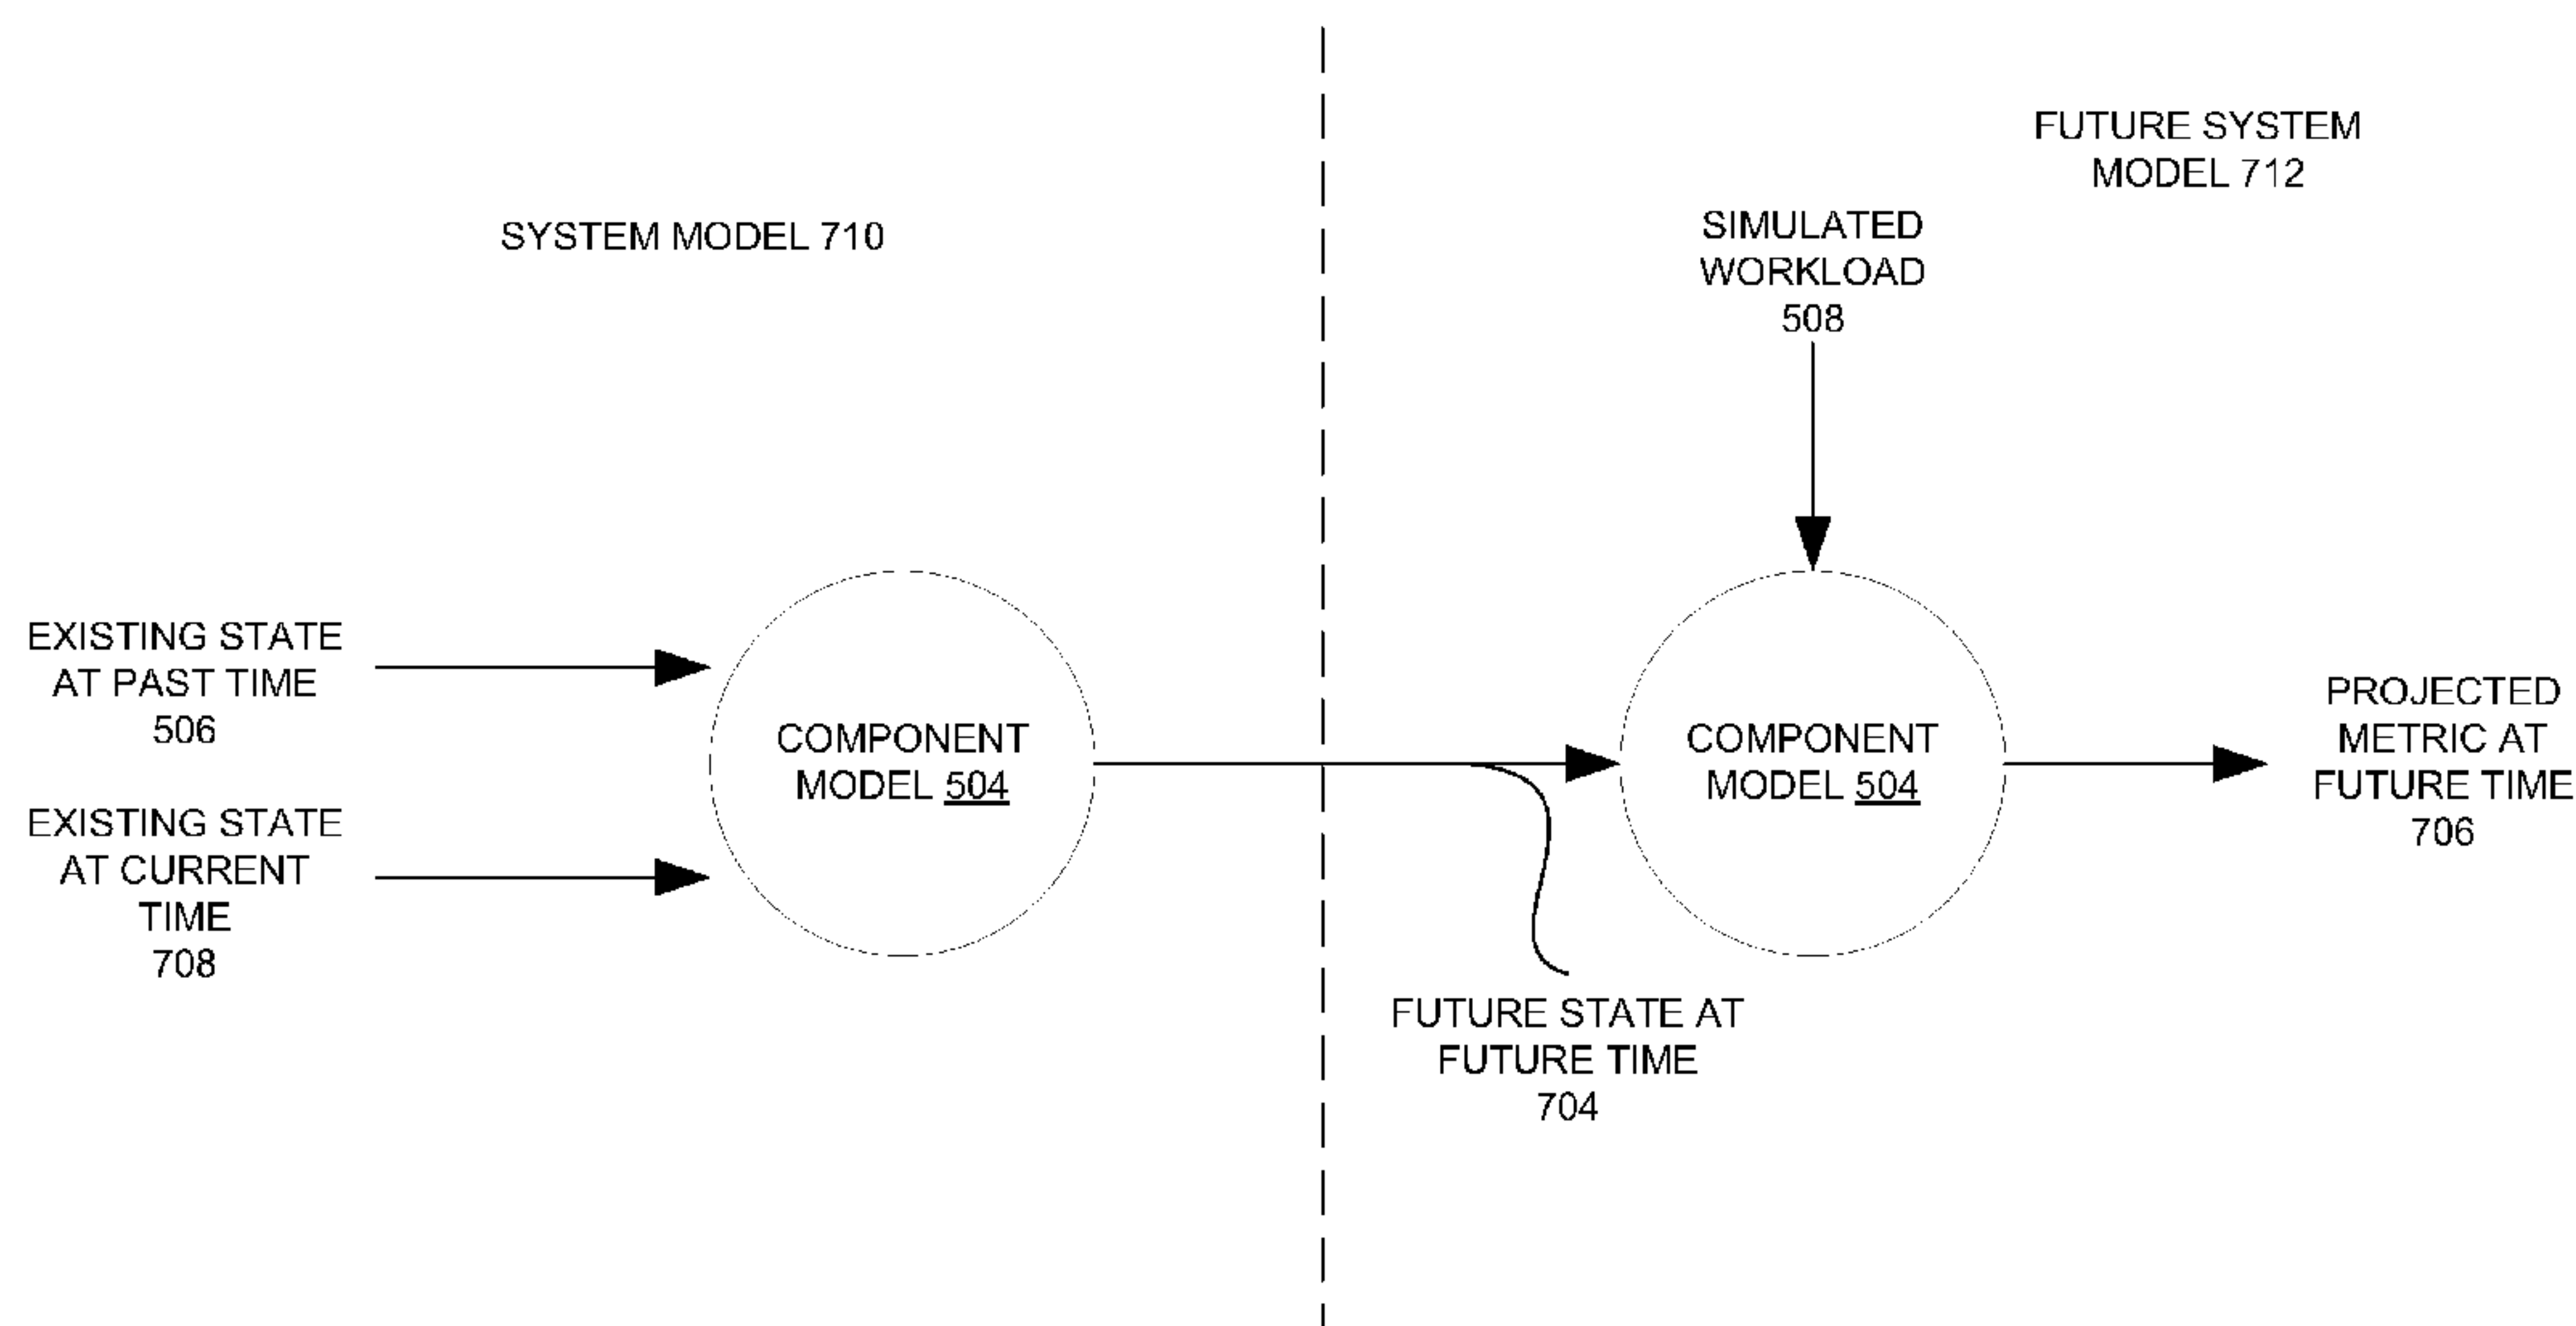 SYSTEM MODEL 710
FUTURE SYSTEM
MODEL 712
SIMULATED
WORKLOAD
508
EXISTING STATE
AT PAST TIME
506
EXISTING STATE
AT CURRENT
TIME
708
COMPONENT
MODEL 504
COMPONENT
MODEL 504
FUTURE STATE AT
FUTURE TIME
704
PROJECTED
METRIC AT
FUTURE TIME
706